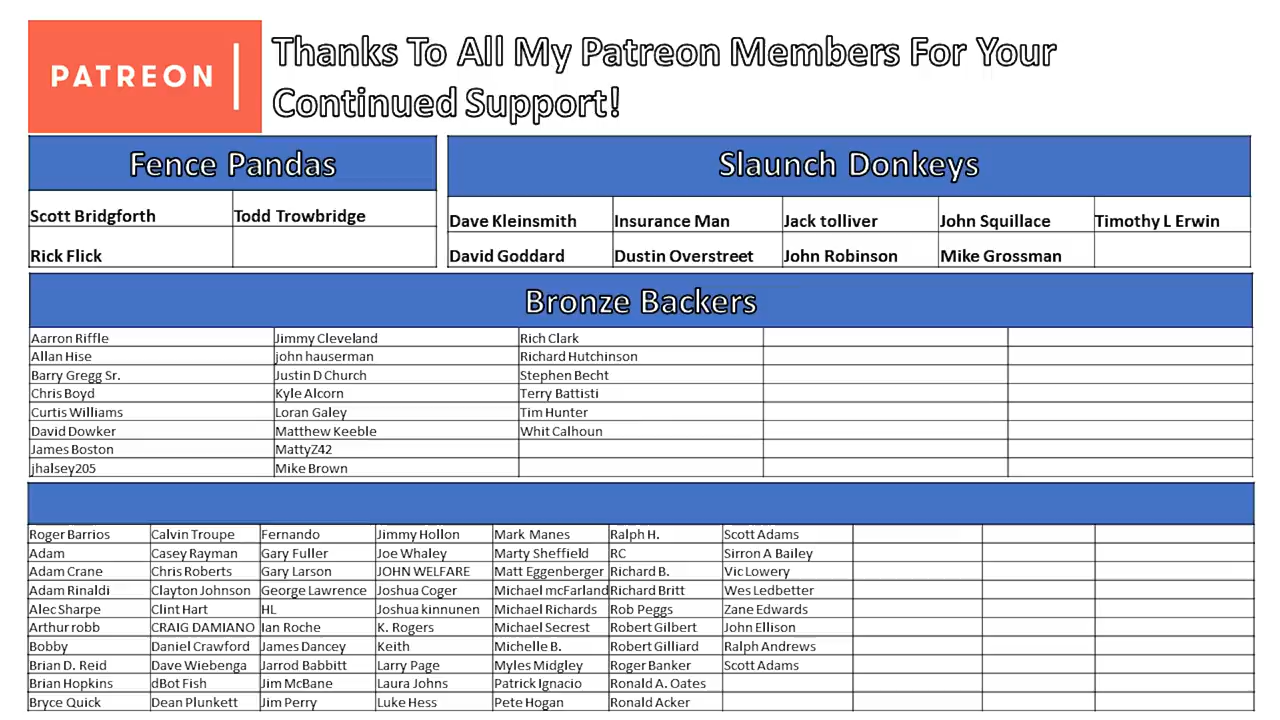 PATREON
Thanks To All My Patreon Members For Your
Continued Support!
Fence Pandas
Scott Bridgforth Todd Trowbridge
Rick Flick
Slaunch Donkeys
Dave Kleinsmith Insurance Man Jack tolliver John Squillace Timothy L Erwin
David Goddard Dustin Overstreet John Robinson Mike Grossman
Bronze Backers
Aarron Riffle Jimmy Cleveland Rich Clark
Allan Hise john hauserman Richard Hutchinson
Barry Gregg Sr. Justin D Church Stephen Becht
Chris Boyd Kyle Alcorn Terry Battisti
Curtis Williams Loran Galey Tim Hunter
David Dowker Matthew Keeble Whit Calhoun
James Boston MattyZ42
jhalsey205 Mike Brown
Roger Barrios Calvin Troupe Fernando Jimmy Hollon Mark Manes Ralph H. Scott Adams
Adam Casey Rayman Gary Fuller Joe Whaley Marty Sheffield RC Sirron A Bailey
Adam Crane Chris Roberts Gary Larson JOHN WELFARE Matt Eggenberger Richard B. Vic Lowery
Adam Rinaldi Clayton Johnson George Lawrence Joshua Coger Michael mcFarland Richard Britt Wes Ledbetter
Alec Sharpe Clint Hart HL Joshua kinnunen Michael Richards Rob Peggs Zane Edwards
Arthur robb CRAIG DAMIANO Ian Roche K. Rogers Michael Secrest Robert Gilbert John Ellison
Bobby Daniel Crawford James Dancey Keith Michelle B. Robert Gilliard Ralph Andrews
Brian D. Reid Dave Wiebenga Jarrod Babbitt Larry Page Myles Midgley Roger Banker Scott Adams
Brian Hopkins dBot Fish Jim McBane Laura Johns Patrick Ignacio Ronald A. Oates
Bryce Quick Dean Plunkett Jim Perry Luke Hess Pete Hogan Ronald Acker